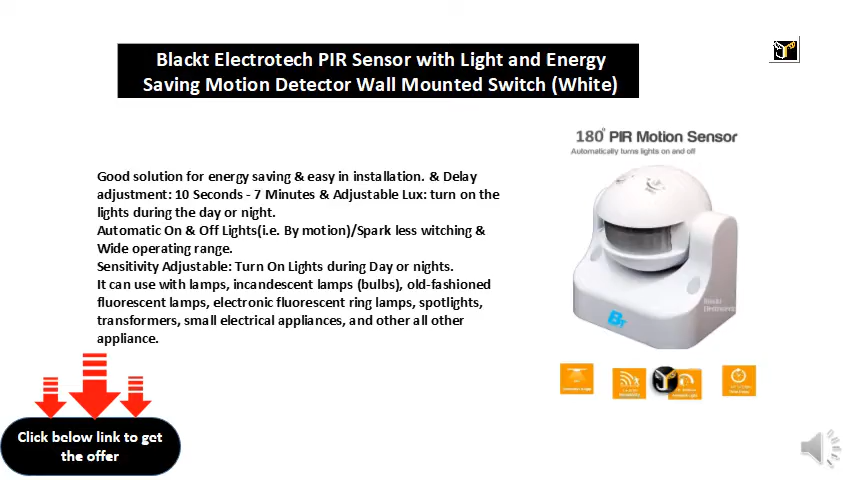 Blackt Electrotech PIR Sensor with Light and Energy
Saving Motion Detector Wall Mounted Switch (White)
180° PIR Motion Sensor
Automatically turns lights on and off
Good solution for energy saving & easy in installation. & Delay
adjustment: 10 Seconds - 7 Minutes & Adjustable Lux: turn on the
lights during the day or night.
Automatic On & Off Lights(i.e. By motion)/Spark less witching &
Wide operating range.
Sensitivity Adjustable: Turn On Lights during Day or nights.
It can use with lamps, incandescent lamps (bulbs), old-fashioned
fluorescent lamps, electronic fluorescent ring lamps, spotlights,
transformers, small electrical appliances, and other all other
appliance.
Blackt
BT
Click below link to get
the offer